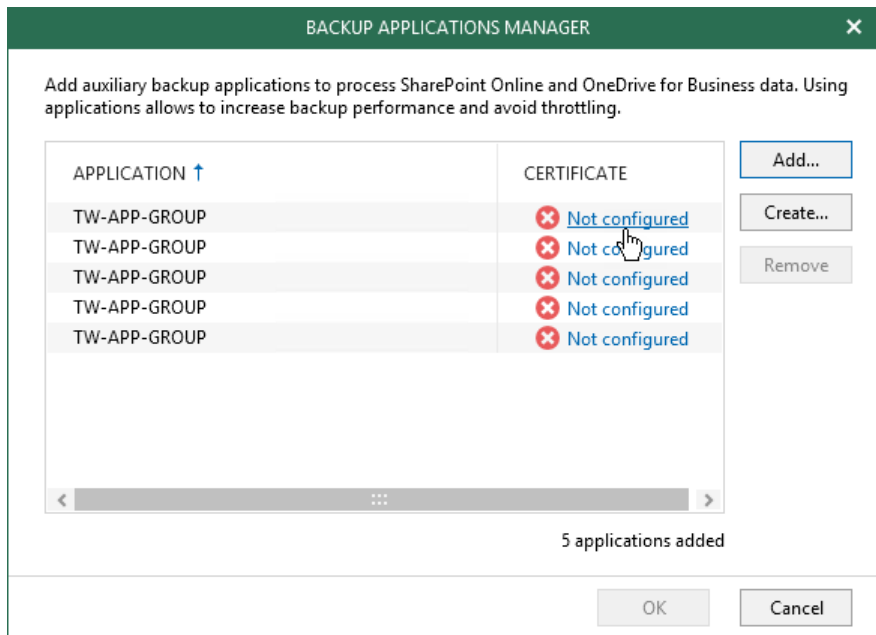 BACKUP APPLICATIONS MANAGER
Add auxiliary backup applications to process SharePoint Online and OneDrive for Business data. Using
applications allows to increase backup performance and avoid throttling.
APPLICATION CERTIFICATE
TW-APP-GROUP Not configured
TW-APP-GROUP Not configured
TW-APP-GROUP Not configured
TW-APP-GROUP Not configured
TW-APP-GROUP Not configured
Add...
Create...
Remove
5 applications added
OK Cancel